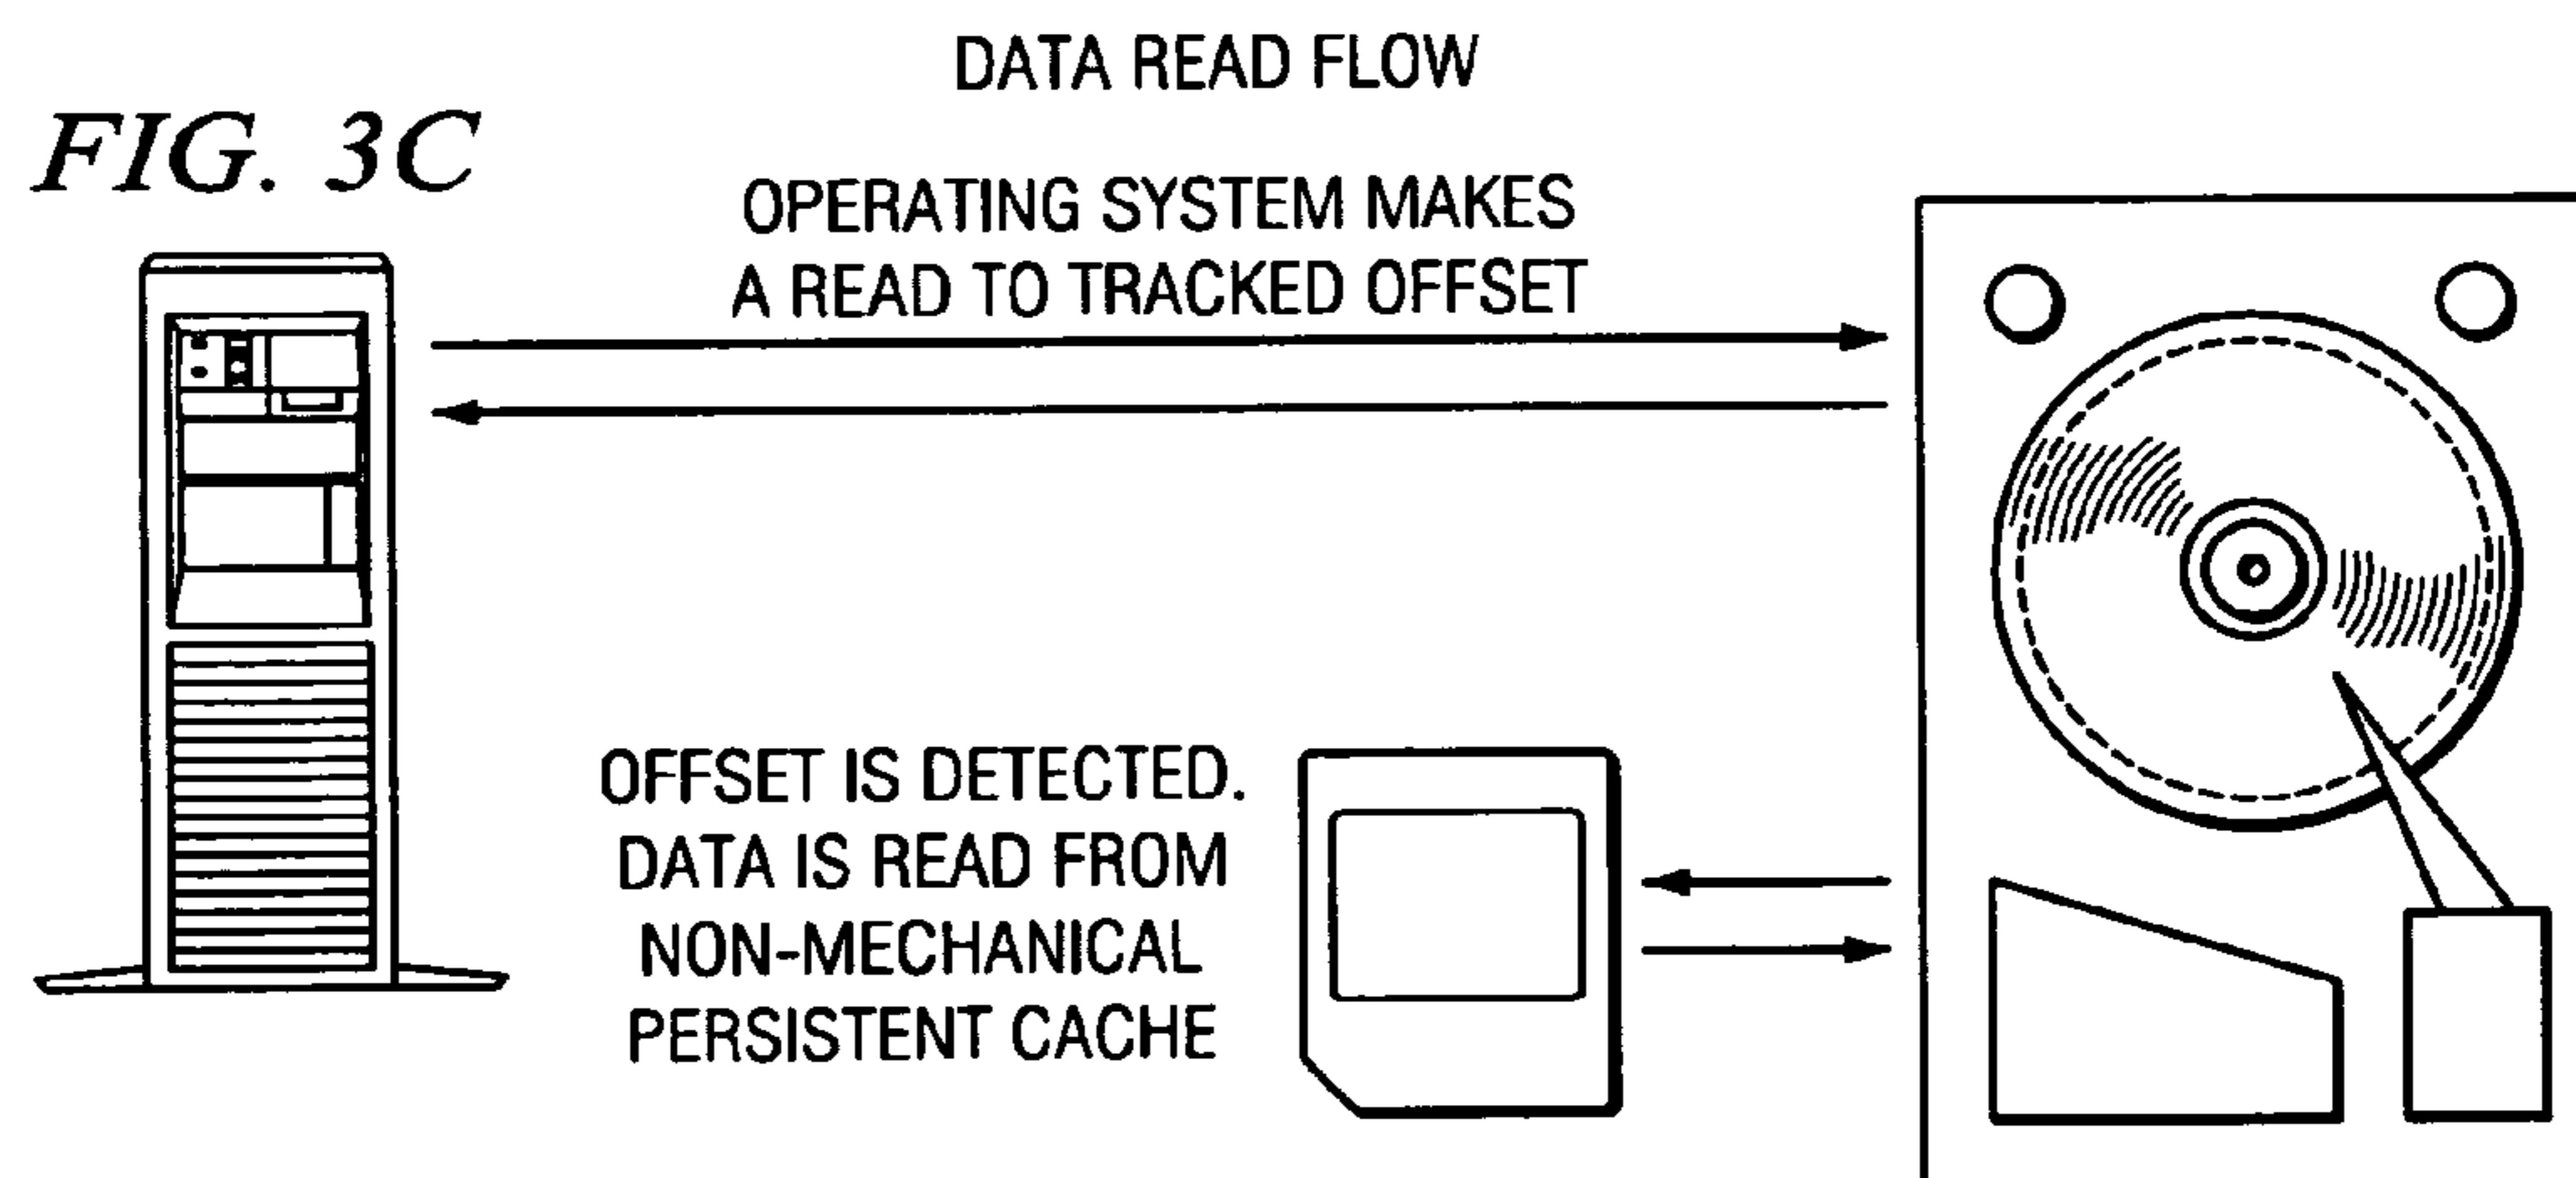 DATA READ FLOW
FIG. 3C
OPERATING SYSTEM MAKES
A READ TO TRACKED OFFSET
OFFSET IS DETECTED.
DATA IS READ FROM
NON-MECHANICAL
PERSISTENT CACHE